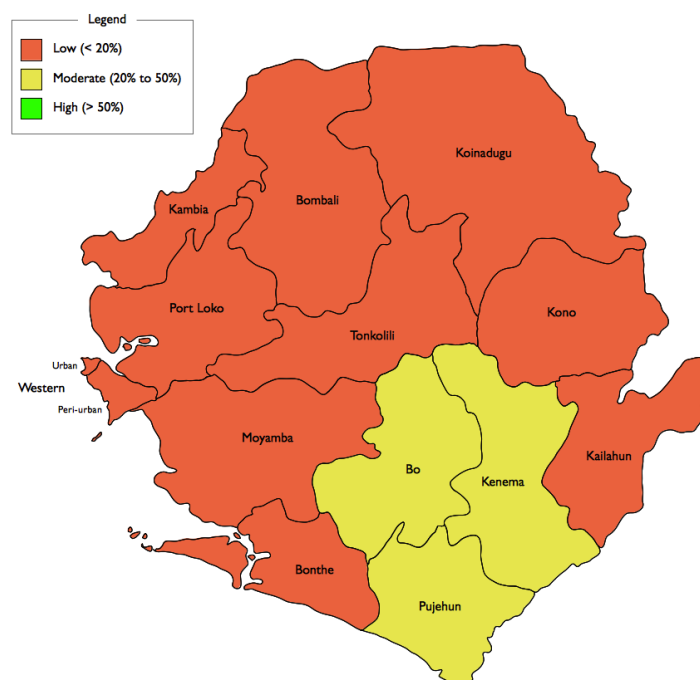 Legend
Low (< 20%)
Moderate (20% to 50%)
High (> 50%)
Koinadugu
Bombali
Kambia
Port Loko
Kono
Tonkolili
Urban
Western
Peri-urban
Moyamba
Kailahun
Bo
Kenema
Bonthe
Pujehun